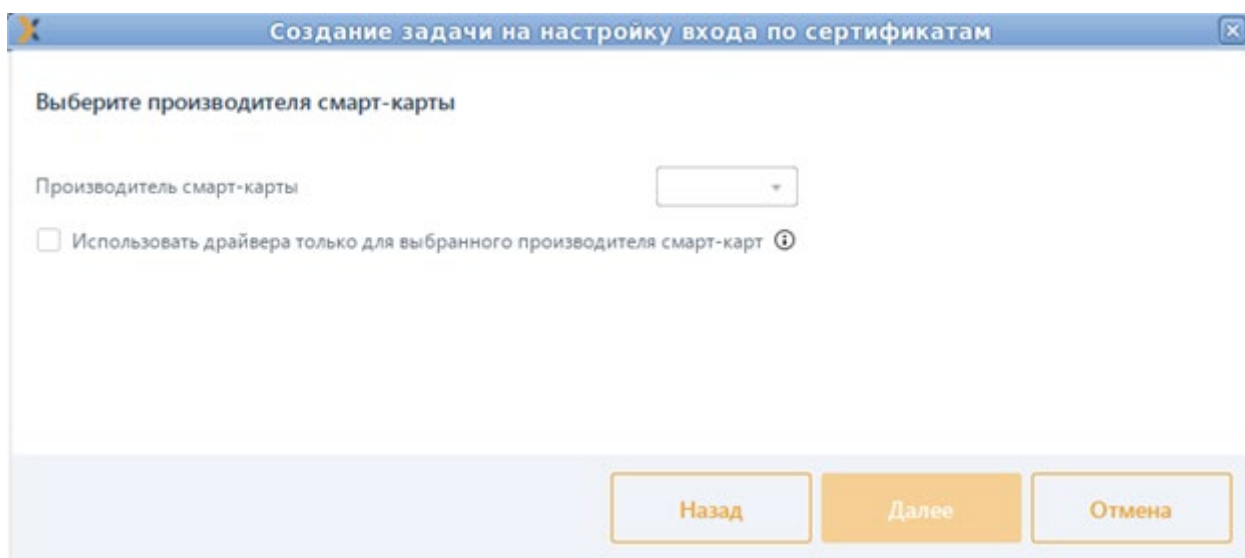 Создание задачи на настройку входа по сертификатам
Выберите производителя смарт-карты
Производитель смарт-карты
Использовать драйвера только для выбранного производителя смарт-карт
Назад
Далее
Отмена